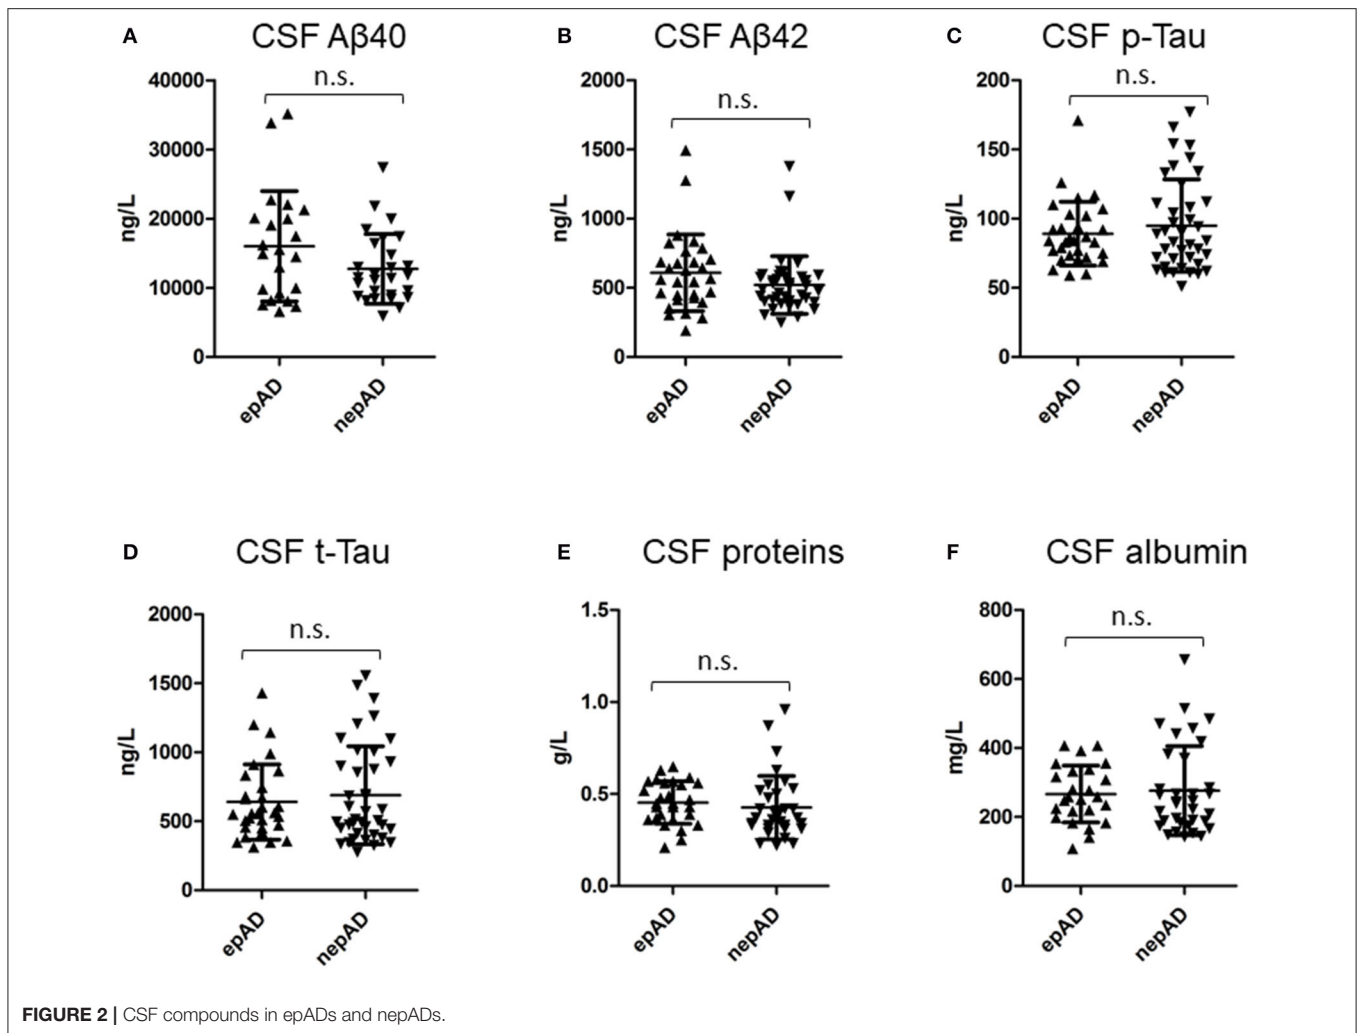 A CSF Aβ40
n.s.
40000
30000
20000
10000
0
ng/L
epAD
nepAD
B CSF Aβ42
n.s.
2000
1500
1000
500
0
ng/L
epAD
nepAD
C CSF p-Tau
n.s.
200
150
100
50
0
ng/L
epAD
nepAD
D CSF t-Tau
n.s.
2000
1500
1000
500
0
ng/L
epAD
nepAD
E CSF proteins
n.s.
1.5
1.0
0.5
0.0
g/L
epAD
nepAD
F CSF albumin
n.s.
800
600
400
200
0
mg/L
epAD
nepAD
FIGURE 2 | CSF compounds in epADs and nepADs.